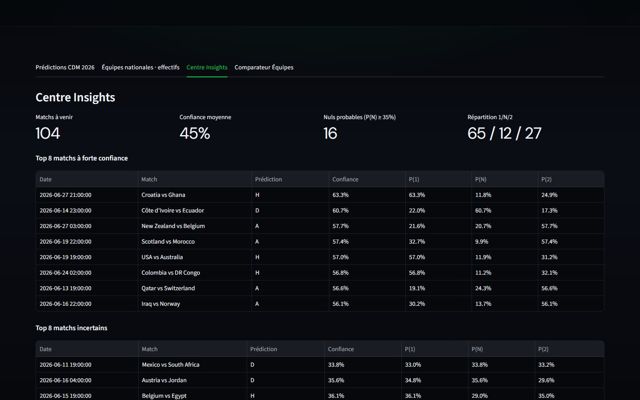 Prédictions CDM 2026 Équipes nationales · effectifs Centre Insights Comparateur Équipes
Centre Insights
Matchs à venir Confiance moyenne Nuls probables (P(N) ≥ 35%) Répartition 1/N/2
104 45% 16 65 / 12 / 27
Top 8 matchs à forte confiance
Date Match Prédiction Confiance P(1) P(N) P(2)
2026-06-27 21:00:00 Croatia vs Ghana H 63.3% 63.3% 11.8% 24.9%
2026-06-14 23:00:00 Côte d'Ivoire vs Ecuador D 60.7% 22.0% 60.7% 17.3%
2026-06-27 03:00:00 New Zealand vs Belgium A 57.7% 21.6% 20.7% 57.7%
2026-06-19 22:00:00 Scotland vs Morocco A 57.4% 32.7% 9.9% 57.4%
2026-06-19 19:00:00 USA vs Australia H 57.0% 57.0% 11.9% 31.2%
2026-06-24 02:00:00 Colombia vs DR Congo H 56.8% 56.8% 11.2% 32.1%
2026-06-13 19:00:00 Qatar vs Switzerland A 56.6% 19.1% 24.3% 56.6%
2026-06-16 22:00:00 Iraq vs Norway A 56.1% 30.2% 13.7% 56.1%
Top 8 matchs incertains
Date Match Prédiction Confiance P(1) P(N) P(2)
2026-06-11 19:00:00 Mexico vs South Africa D 33.8% 33.0% 33.8% 33.2%
2026-06-16 04:00:00 Austria vs Jordan D 35.6% 34.8% 35.6% 29.6%
2026-06-15 19:00:00 Belgium vs Egypt H 36.1% 36.1% 29.0% 35.0%